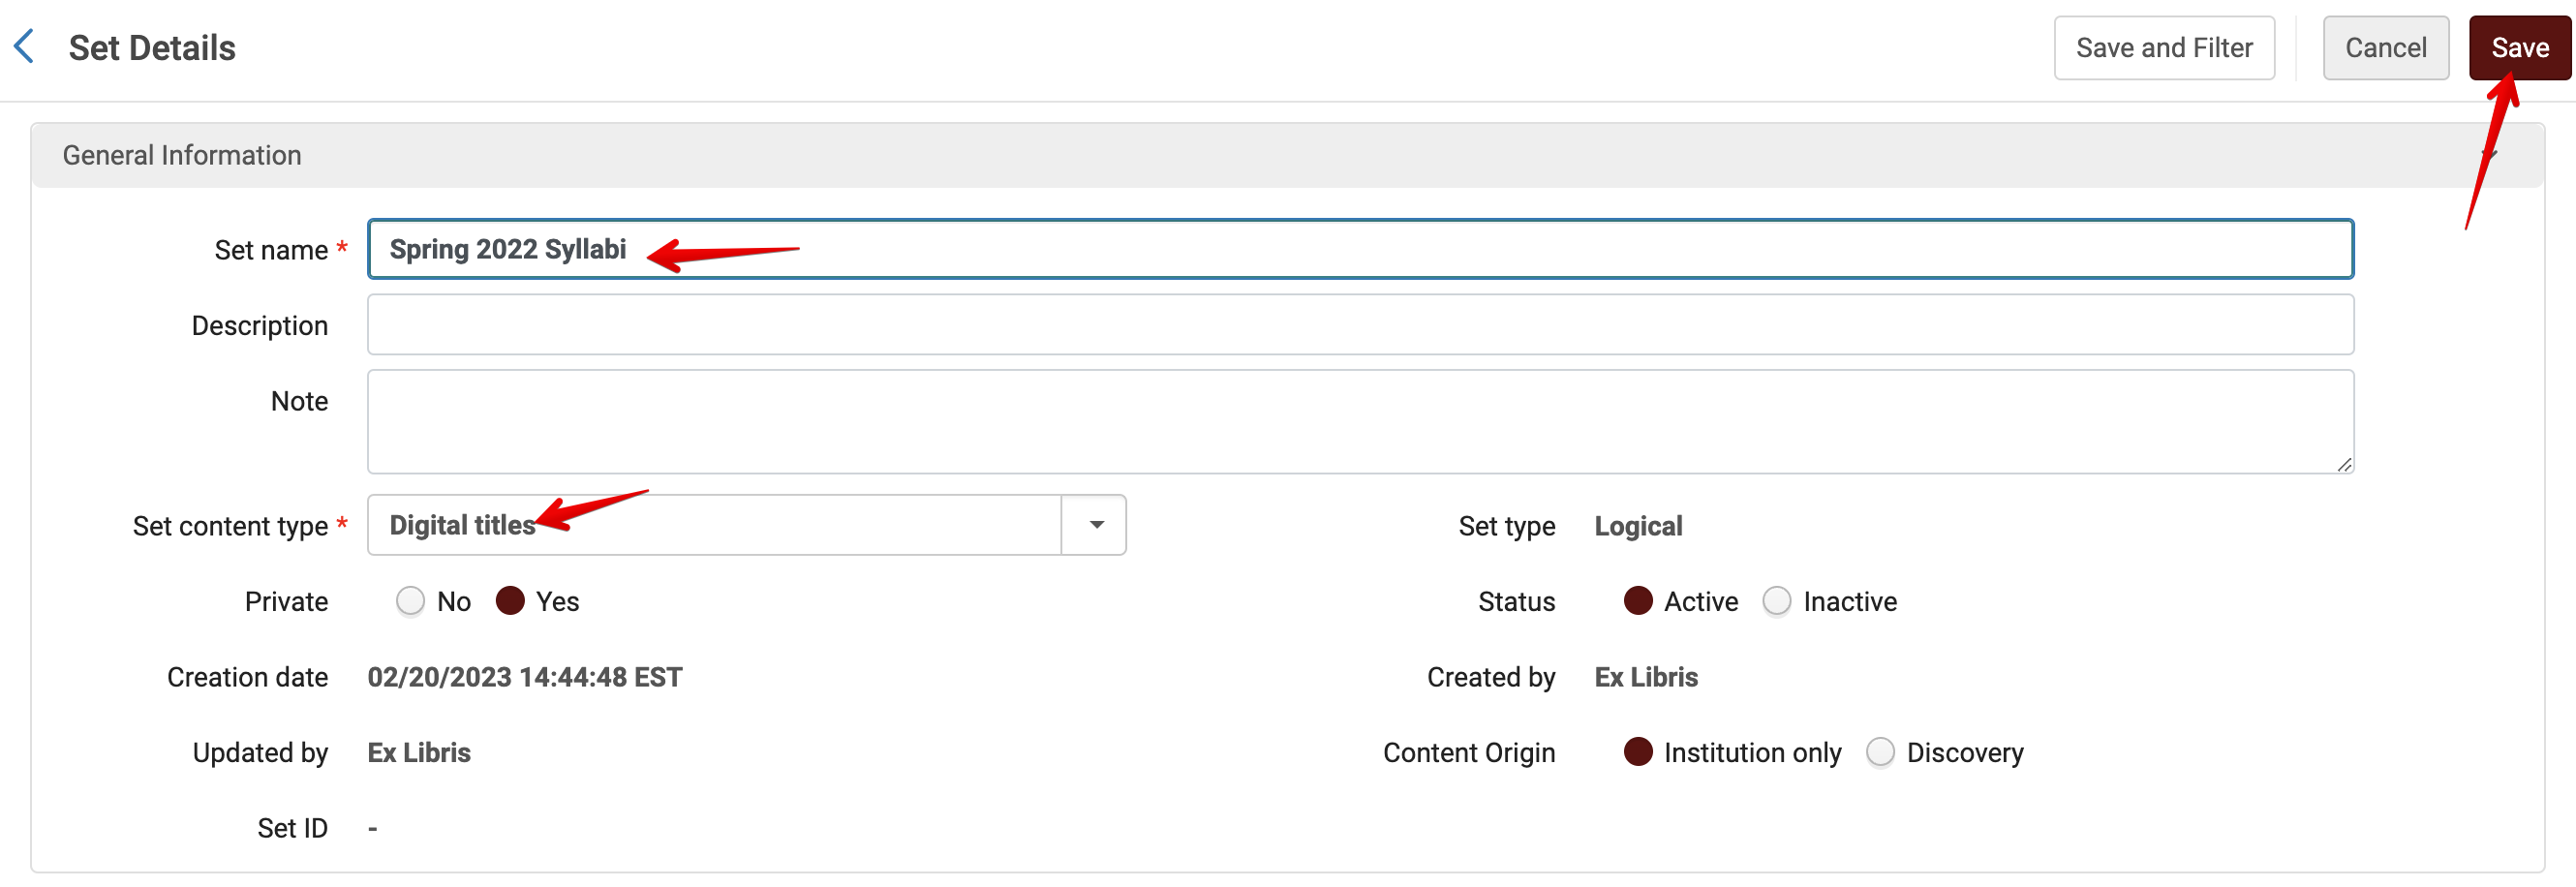 Set Details Save and Filter Cancel Save
General Information
Set name * Spring 2022 Syllabi
Description
Note
Set content type * Digital titles Set type Logical
Private No Yes Status Active Inactive
Creation date 02/20/2023 14:44:48 EST Created by Ex Libris
Updated by Ex Libris Content Origin Institution only Discovery
Set ID -